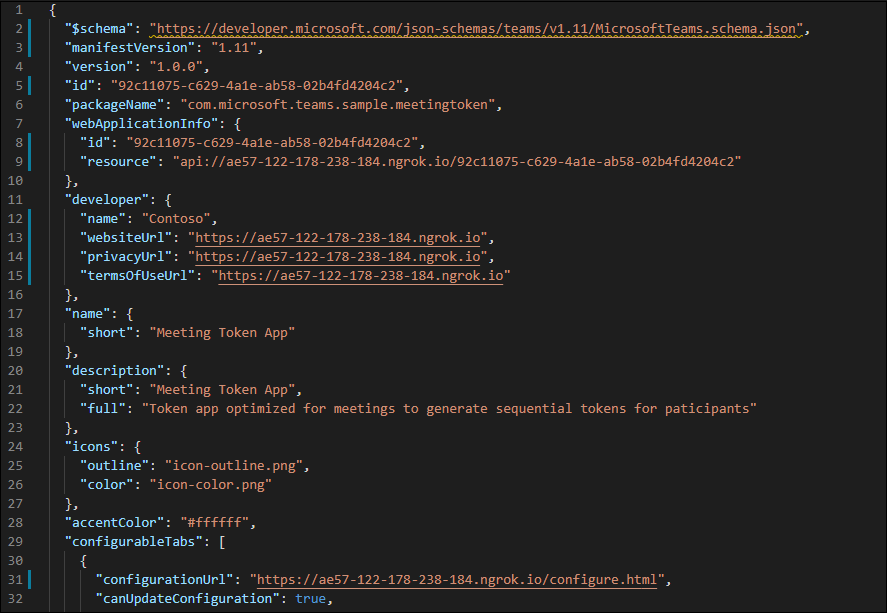 1 {
2 "$schema": "https://developer.microsoft.com/json-schemas/teams/v1.11/MicrosoftTeams.schema.json",
3 "manifestVersion": "1.11",
4 "version": "1.0.0",
5 "id": "92c11075-c629-4a1e-ab58-02b4fd4204c2",
6 "packageName": "com.microsoft.teams.sample.meetingtoken",
7 "webApplicationInfo": {
8 "id": "92c11075-c629-4a1e-ab58-02b4fd4204c2",
9 "resource": "api://ae57-122-178-238-184.ngrok.io/92c11075-c629-4a1e-ab58-02b4fd4204c2"
10 },
11 "developer": {
12 "name": "Contoso",
13 "websiteUrl": "https://ae57-122-178-238-184.ngrok.io",
14 "privacyUrl": "https://ae57-122-178-238-184.ngrok.io",
15 "termsOfUseUrl": "https://ae57-122-178-238-184.ngrok.io"
16 },
17 "name": {
18 "short": "Meeting Token App"
19 },
20 "description": {
21 "short": "Meeting Token App",
22 "full": "Token app optimized for meetings to generate sequential tokens for paticipants"
23 },
24 "icons": {
25 "outline": "icon-outline.png",
26 "color": "icon-color.png"
27 },
28 "accentColor": "#ffffff",
29 "configurableTabs": [
30 {
31 "configurationUrl": "https://ae57-122-178-238-184.ngrok.io/configure.html",
32 "canUpdateConfiguration": true,